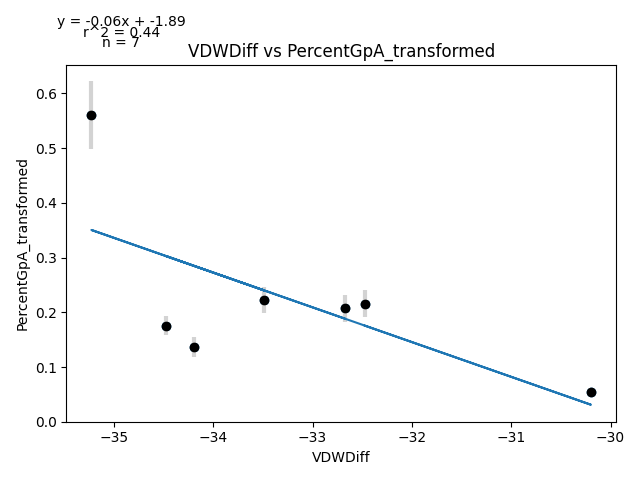 y = -0.06x + -1.89
r^2 = 0.44
n = 7
VDWDiff vs PercentGpA_transformed
PercentGpA_transformed
0.6
0.5
0.4
0.3
0.2
0.1
0.0
−35
−34
−33
−32
−31
−30
VDWDiff